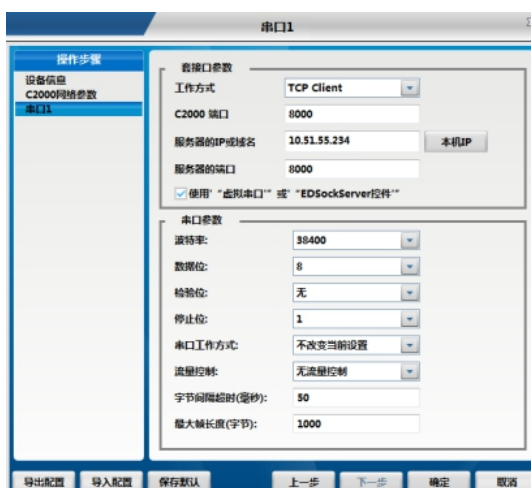 串口1
操作步骤
设备信息
C2000网络参数
串口1
套接口参数
工作方式 TCP Client
C2000 端口 8000
服务器的IP或域名 10.51.55.234 本机IP
服务器的端口 8000
使用' "虚拟串口'" 或' "EDSockServer控件'"
串口参数
波特率: 38400
数据位: 8
检验位: 无
停止位: 1
串口工作方式: 不改变当前设置
流量控制: 无流量控制
字节间隔超时(毫秒): 50
最大帧长度(字节): 1000
导出配置 导入配置 保存默认 上一步 下一步 确定 取消